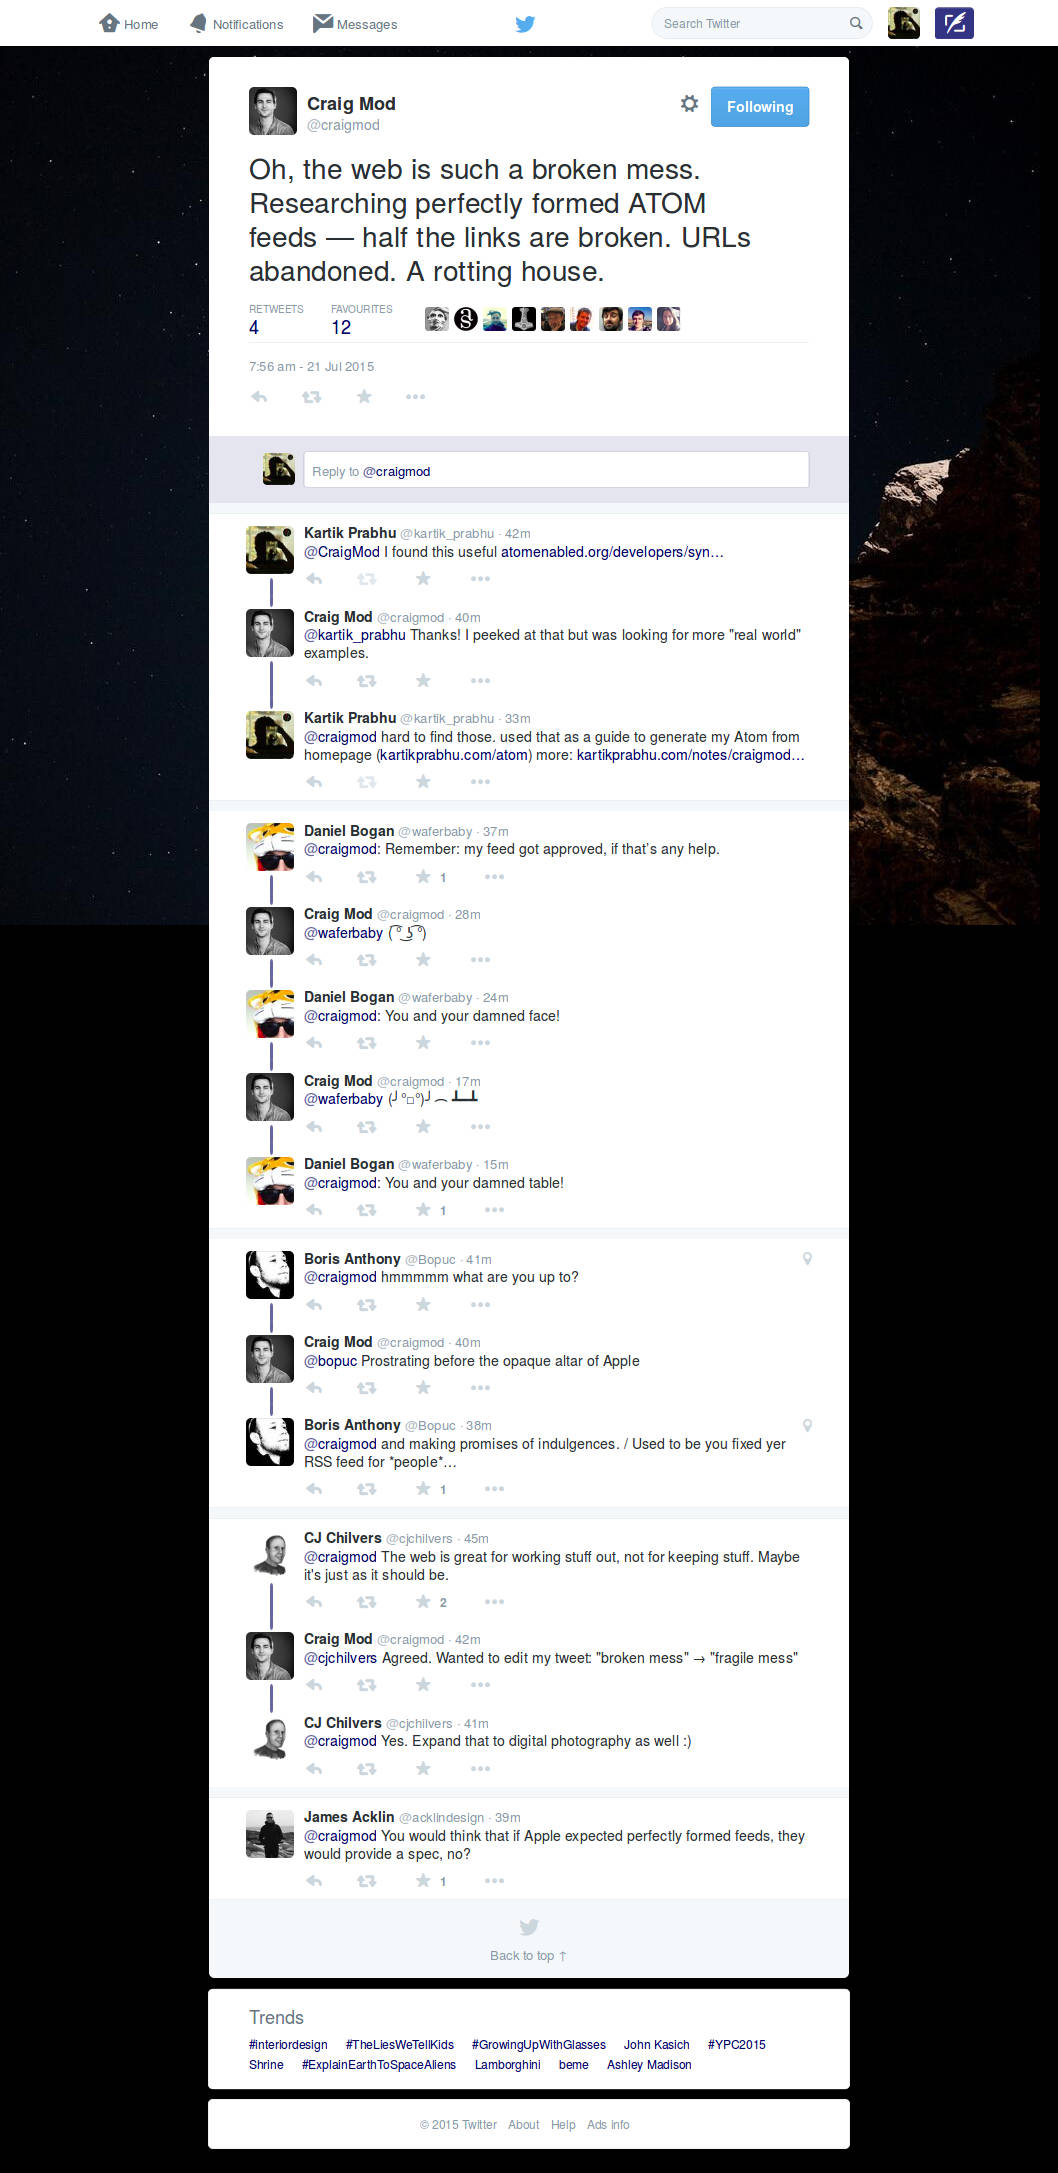 Home Notifications Messages Search Twitter
Craig Mod
@craigmod
Following
Oh, the web is such a broken mess.
Researching perfectly formed ATOM
feeds — half the links are broken. URLs
abandoned. A rotting house.
RETWEETS FAVOURITES
4 12
7:56 am - 21 Jul 2015
Reply to @craigmod
Kartik Prabhu @kartik_prabhu · 42m
@CraigMod I found this useful atomenabled.org/developers/syn…
Craig Mod @craigmod · 40m
@kartik_prabhu Thanks! I peeked at that but was looking for more "real world"
examples.
Kartik Prabhu @kartik_prabhu · 33m
@craigmod hard to find those. used that as a guide to generate my Atom from
homepage (kartikprabhu.com/atom) more: kartikprabhu.com/notes/craigmod…
Daniel Bogan @waferbaby · 37m
@craigmod: Remember: my feed got approved, if that's any help.
1
Craig Mod @craigmod · 28m
@waferbaby ( ͡° ͜ʖ ͡°)
Daniel Bogan @waferbaby · 24m
@craigmod: You and your damned face!
Craig Mod @craigmod · 17m
@waferbaby (╯°□°)╯︵ ┻━┻
Daniel Bogan @waferbaby · 15m
@craigmod: You and your damned table!
1
Boris Anthony @Bopuc · 41m
@craigmod hmmmmm what are you up to?
Craig Mod @craigmod · 40m
@bopuc Prostrating before the opaque altar of Apple
Boris Anthony @Bopuc · 38m
@craigmod and making promises of indulgences. / Used to be you fixed yer
RSS feed for *people*…
1
CJ Chilvers @cjchilvers · 45m
@craigmod The web is great for working stuff out, not for keeping stuff. Maybe
it's just as it should be.
2
Craig Mod @craigmod · 42m
@cjchilvers Agreed. Wanted to edit my tweet: "broken mess" → "fragile mess"
CJ Chilvers @cjchilvers · 41m
@craigmod Yes. Expand that to digital photography as well :)
James Acklin @acklindesign · 39m
@craigmod You would think that if Apple expected perfectly formed feeds, they
would provide a spec, no?
1
Back to top ↑
Trends
#interiordesign #TheLiesWeTellKids #GrowingUpWithGlasses John Kasich #YPC2015
Shrine #ExplainEarthToSpaceAliens Lamborghini beme Ashley Madison
© 2015 Twitter About Help Ads info